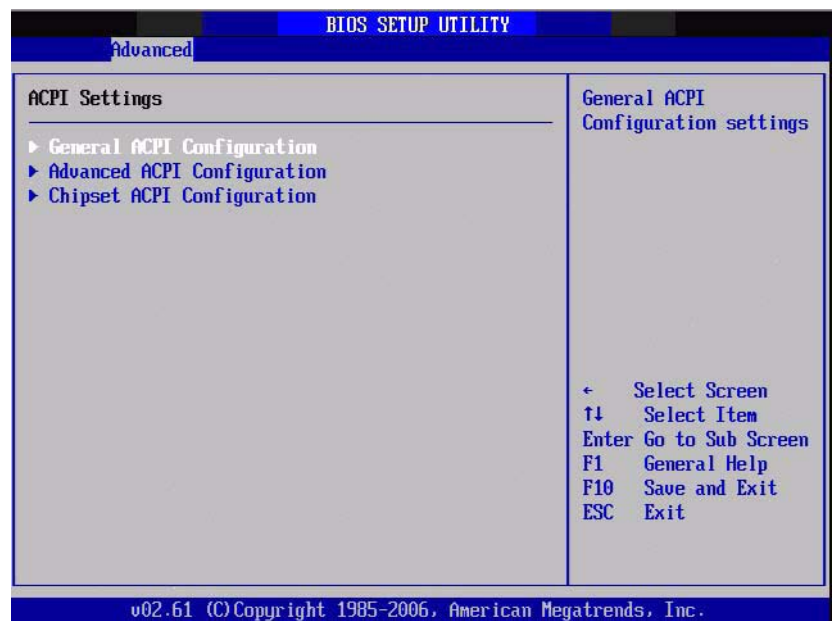 BIOS SETUP UTILITY
Advanced
ACPI Settings
▶ General ACPI Configuration
▶ Advanced ACPI Configuration
▶ Chipset ACPI Configuration
General ACPI
Configuration settings
← Select Screen
↑↓ Select Item
Enter Go to Sub Screen
F1 General Help
F10 Save and Exit
ESC Exit
v02.61 (C)Copyright 1985-2006, American Megatrends, Inc.